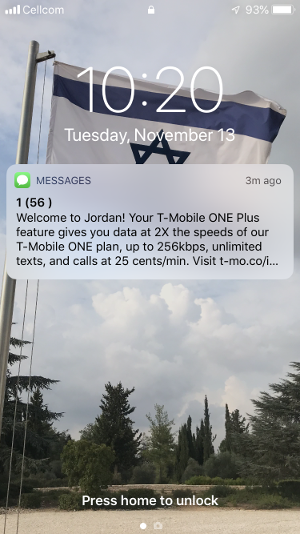 Cellcom 93%
10:20
Tuesday, November 13
MESSAGES 3m ago
1 (56 )
Welcome to Jordan! Your T-Mobile ONE Plus
feature gives you data at 2X the speeds of our
T-Mobile ONE plan, up to 256kbps, unlimited
texts, and calls at 25 cents/min. Visit t-mo.co/i...
Press home to unlock